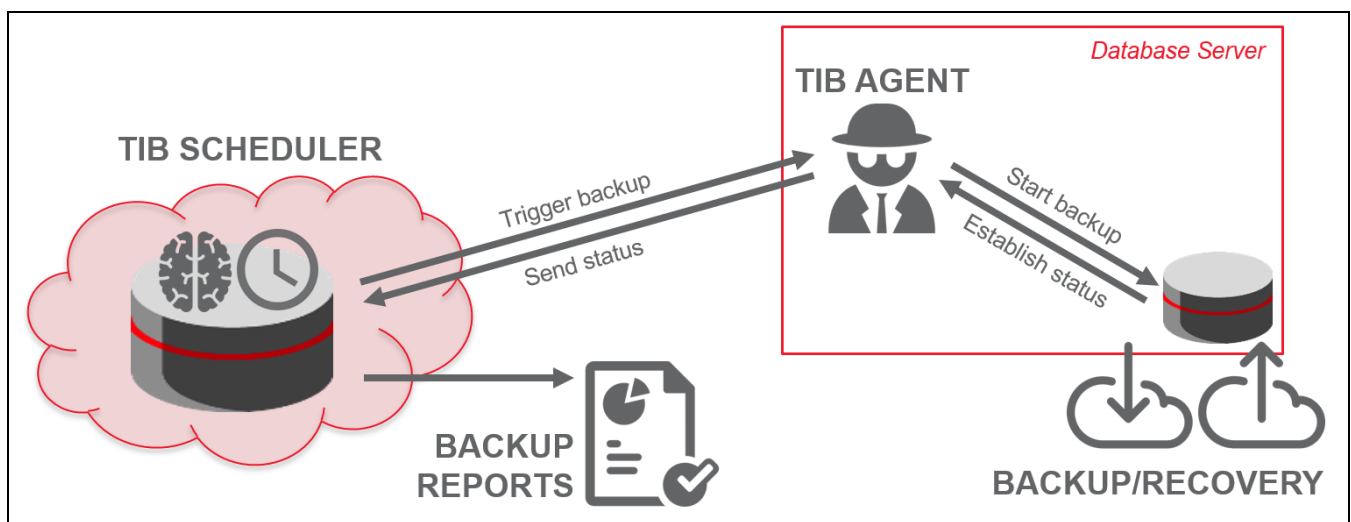 Database Server
TIB AGENT
TIB SCHEDULER
Trigger backup
Send status
Start backup
Establish status
BACKUP
REPORTS
BACKUP/RECOVERY